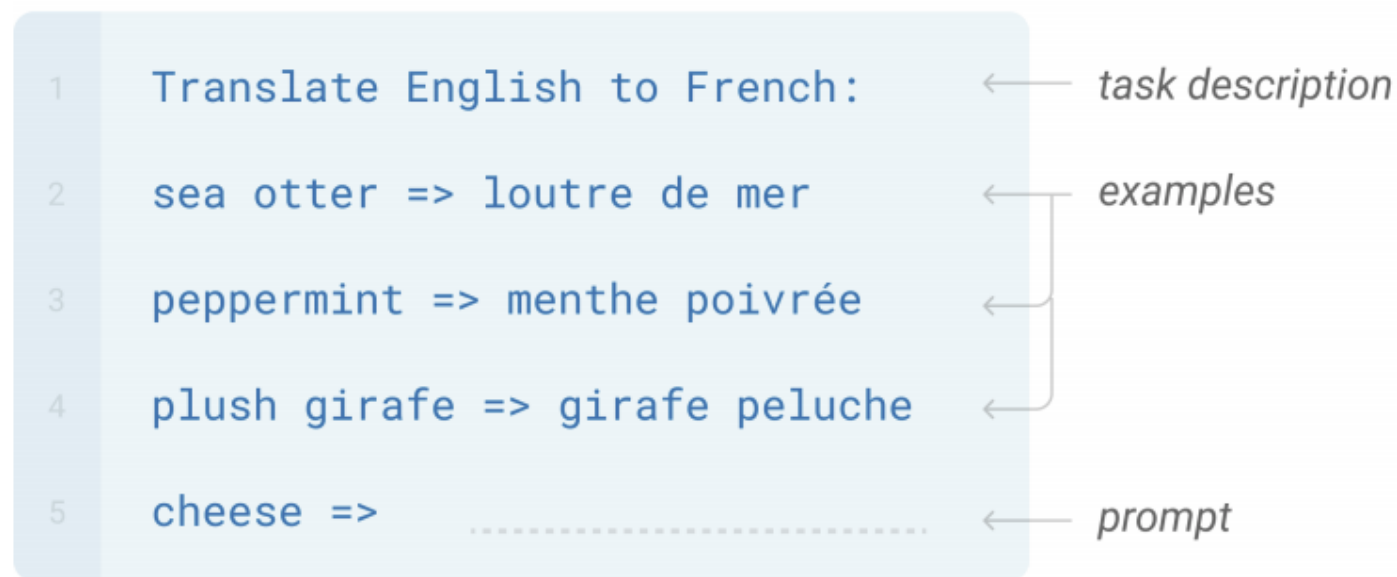 1 Translate English to French: task description
2 sea otter => loutre de mer examples
3 peppermint => menthe poivrée
4 plush girafe => girafe peluche
5 cheese => prompt